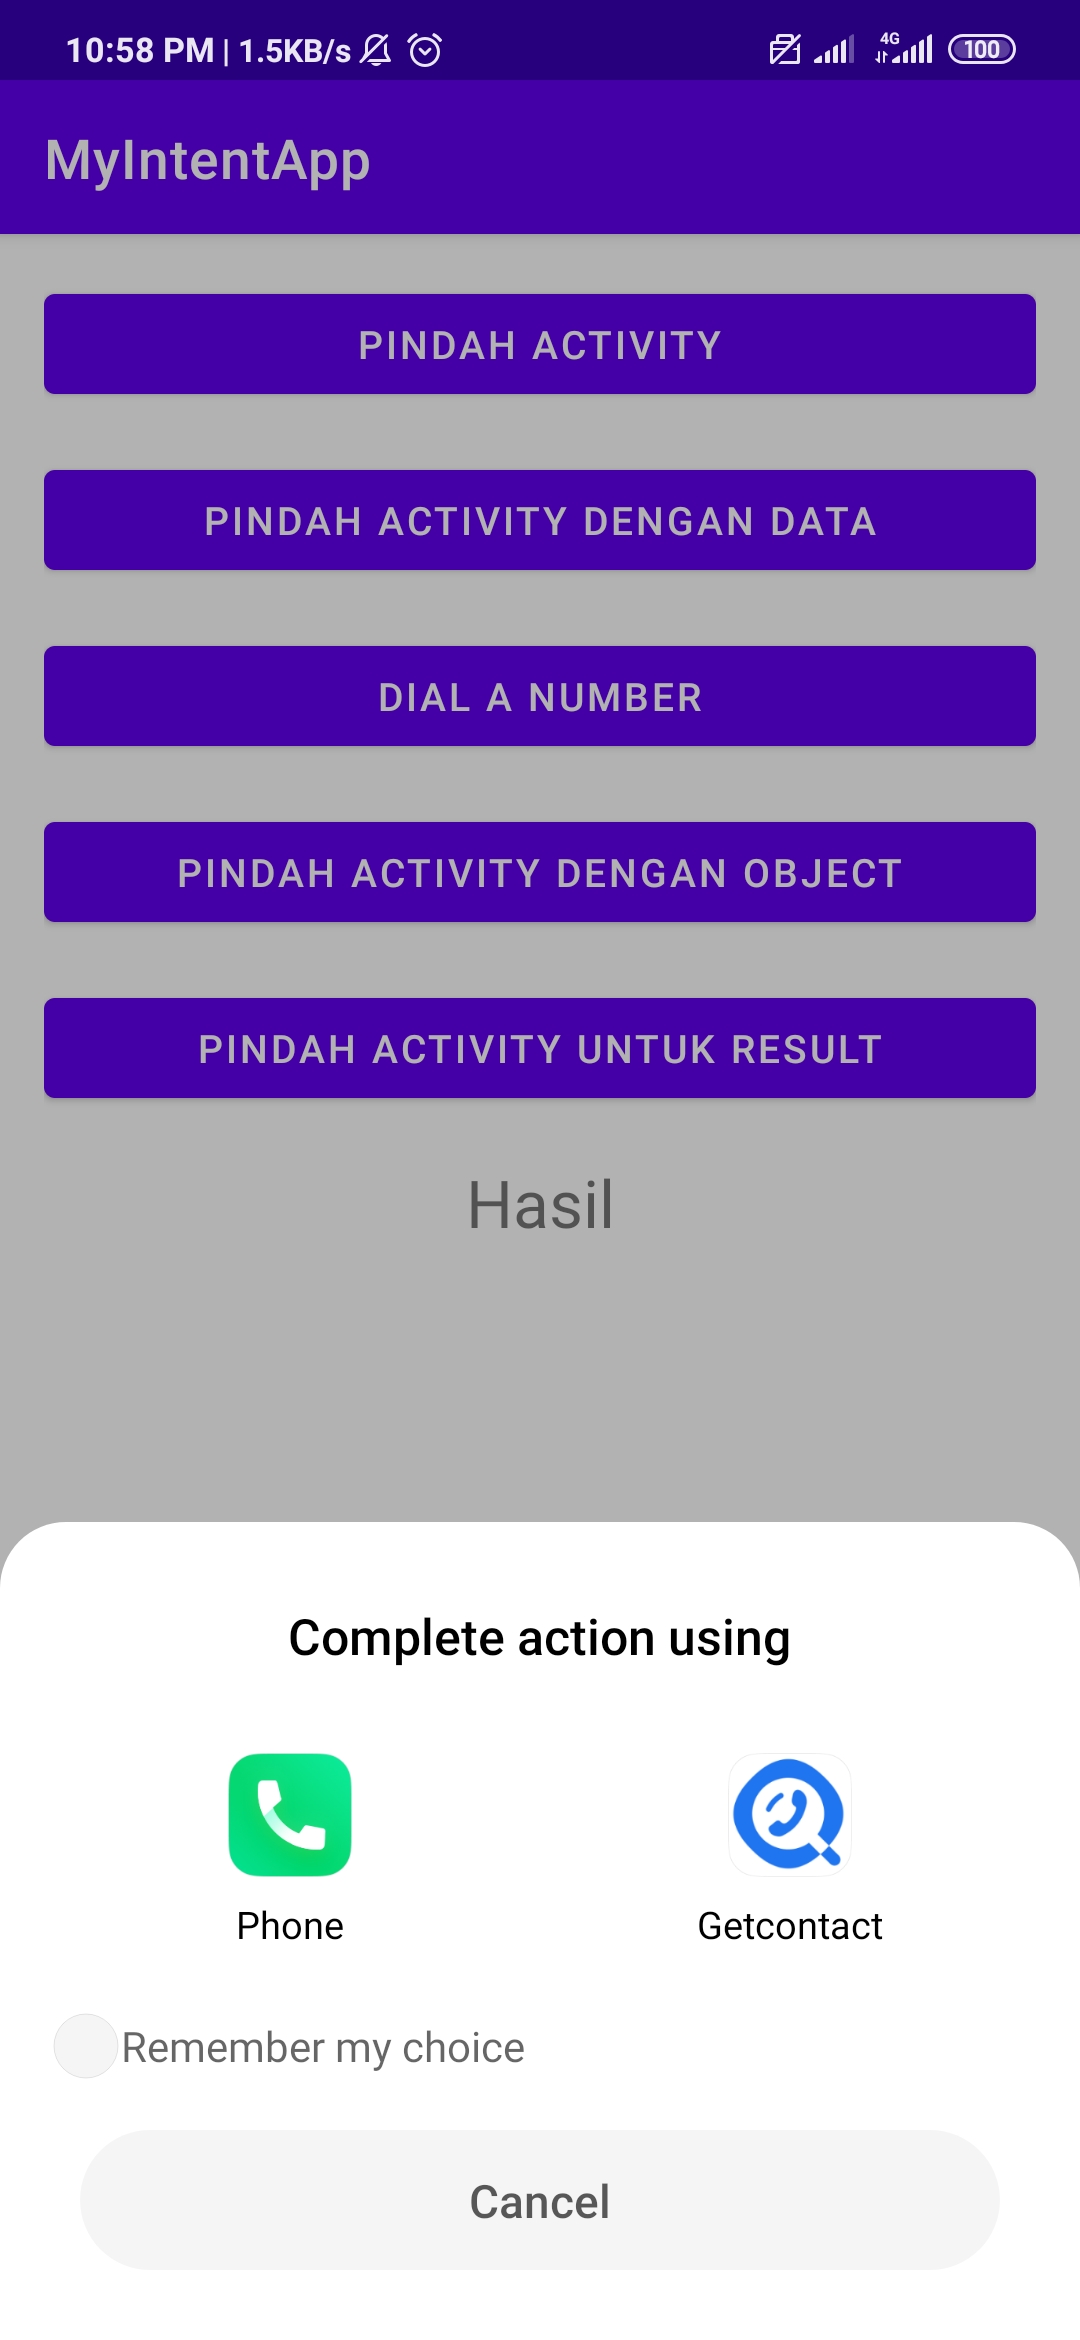 10:58 PM | 1.5KB/s 4G 100
MyIntentApp
PINDAH ACTIVITY
PINDAH ACTIVITY DENGAN DATA
DIAL A NUMBER
PINDAH ACTIVITY DENGAN OBJECT
PINDAH ACTIVITY UNTUK RESULT
Hasil
Complete action using
Phone Getcontact
Remember my choice
Cancel